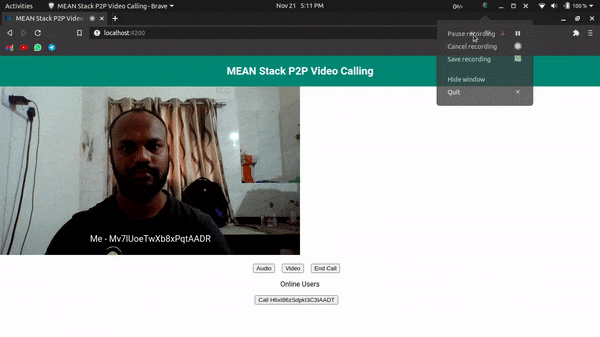 Activities
MEAN Stack P2P Video Calling - Brave
Nov 21 5:11 PM
100 %
MEAN Stack P2P Video
localhost:4200
Pause recording
Cancel recording
Save recording
Hide window
Quit
MEAN Stack P2P Video Calling
Me - Mv7IUoeTwXb8xPqtAADR
Audio
Video
End Call
Online Users
Call H6xt86zSdpkI3C3IAADT